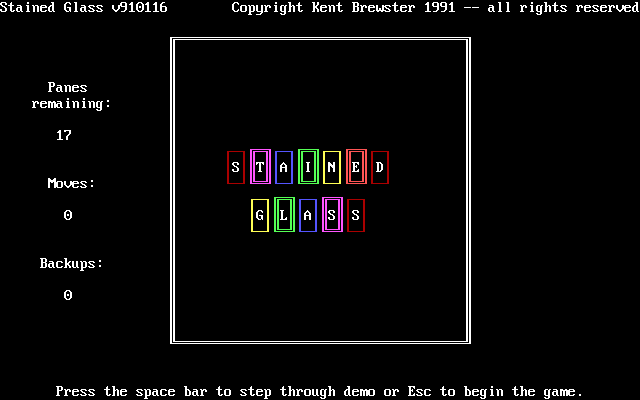 Stained Glass v910116 Copyright Kent Brewster 1991 -- all rights reserved
Panes
remaining:
17
STAINED
Moves:
0
GLASS
Backups:
0
Press the space bar to step through demo or Esc to begin the game.